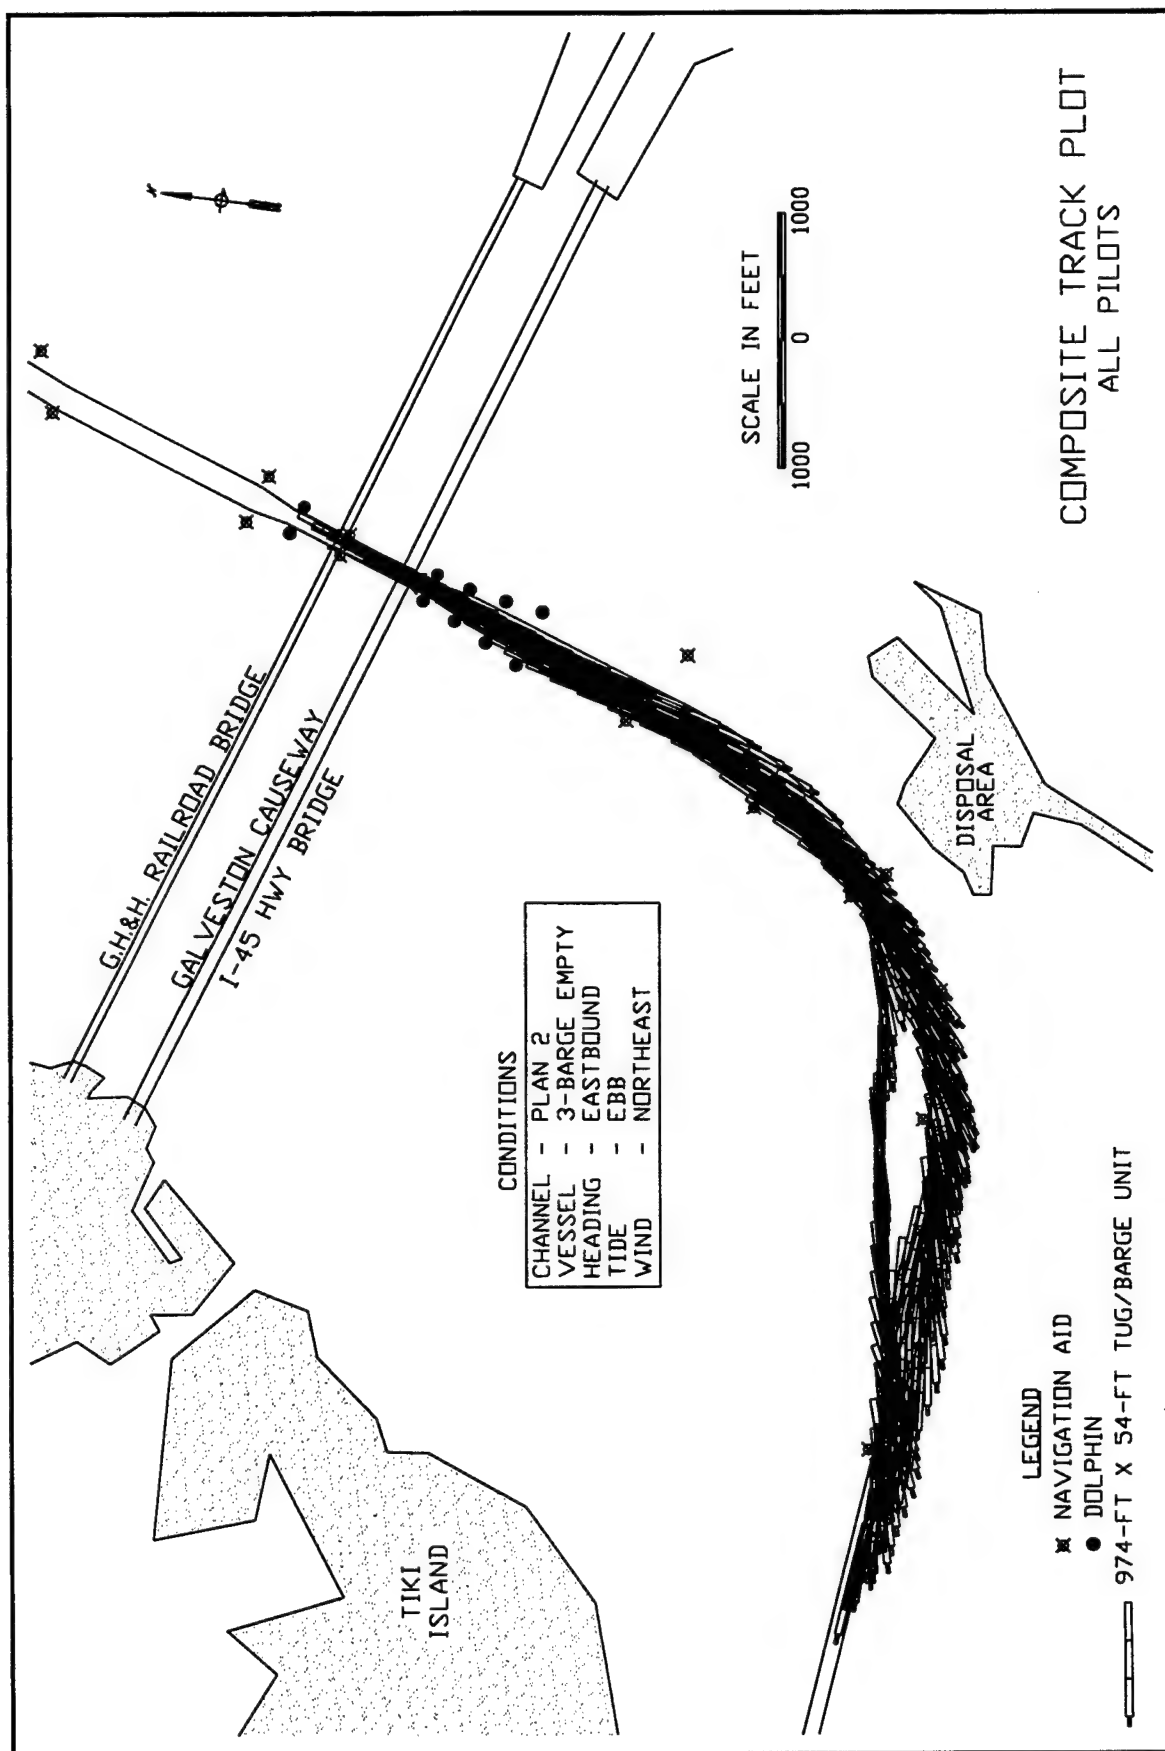 N
G.H.&H. RAILROAD BRIDGE
GALVESTON CAUSEWAY
I-45 HWY BRIDGE
TIKI
ISLAND
CONDITIONS
CHANNEL - PLAN 2
VESSEL - 3-BARGE EMPTY
HEADING - EASTBOUND
TIDE - EBB
WIND - NORTHEAST
SCALE IN FEET
1000 0 1000
DISPOSAL
AREA
LEGEND
NAVIGATION AID
DOLPHIN
974-FT X 54-FT TUG/BARGE UNIT
COMPOSITE TRACK PLOT
ALL PILOTS